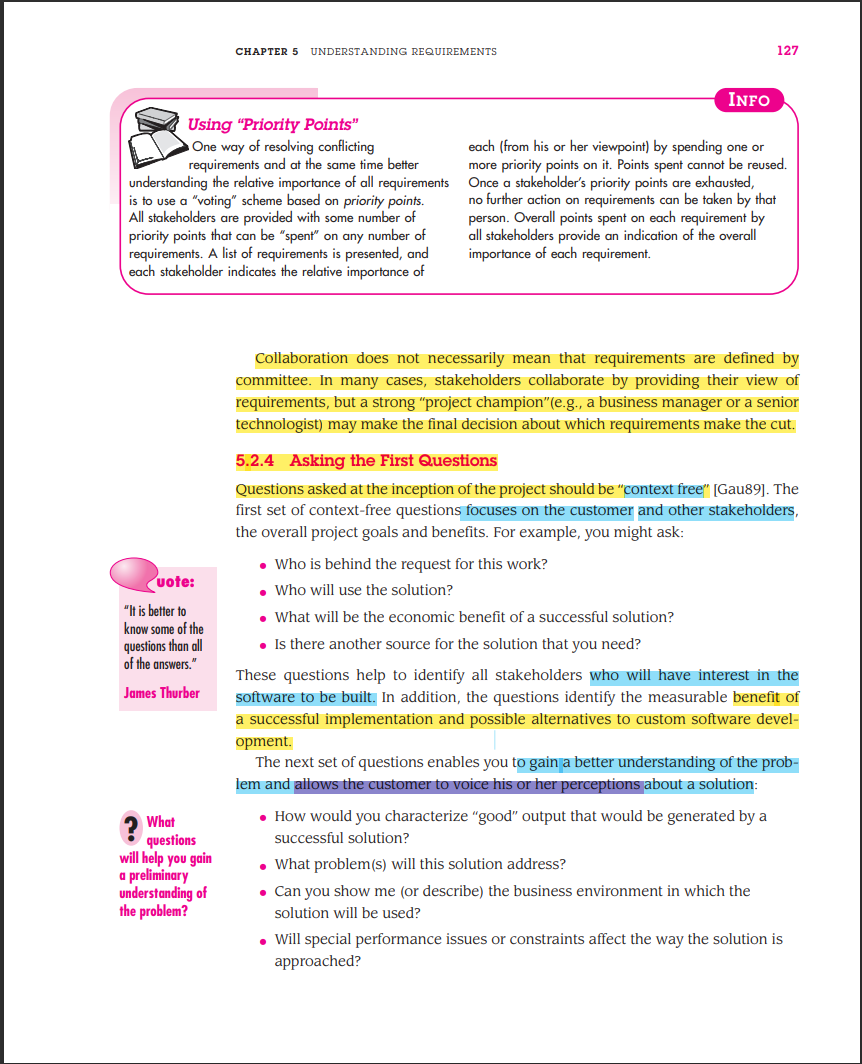 CHAPTER 5 UNDERSTANDING REQUIREMENTS
127
INFO
Using “Priority Points”
One way of resolving conflicting
requirements and at the same time better
understanding the relative importance of all requirements
is to use a “voting” scheme based on priority points.
All stakeholders are provided with some number of
priority points that can be “spent” on any number of
requirements. A list of requirements is presented, and
each stakeholder indicates the relative importance of
each (from his or her viewpoint) by spending one or
more priority points on it. Points spent cannot be reused.
Once a stakeholder’s priority points are exhausted,
no further action on requirements can be taken by that
person. Overall points spent on each requirement by
all stakeholders provide an indication of the overall
importance of each requirement.
Collaboration does not necessarily mean that requirements are defined by
committee. In many cases, stakeholders collaborate by providing their view of
requirements, but a strong “project champion”(e.g., a business manager or a senior
technologist) may make the final decision about which requirements make the cut.
5.2.4 Asking the First Questions
Questions asked at the inception of the project should be “context free” [Gau89]. The
first set of context-free questions focuses on the customer and other stakeholders,
the overall project goals and benefits. For example, you might ask:
• Who is behind the request for this work?
• Who will use the solution?
• What will be the economic benefit of a successful solution?
• Is there another source for the solution that you need?
uote:
“It is better to
know some of the
questions than all
of the answers.”
James Thurber
These questions help to identify all stakeholders who will have interest in the
software to be built. In addition, the questions identify the measurable benefit of
a successful implementation and possible alternatives to custom software devel-
opment.
The next set of questions enables you to gain a better understanding of the prob-
lem and allows the customer to voice his or her perceptions about a solution:
? What
questions
will help you gain
a preliminary
understanding of
the problem?
• How would you characterize “good” output that would be generated by a
successful solution?
• What problem(s) will this solution address?
• Can you show me (or describe) the business environment in which the
solution will be used?
• Will special performance issues or constraints affect the way the solution is
approached?